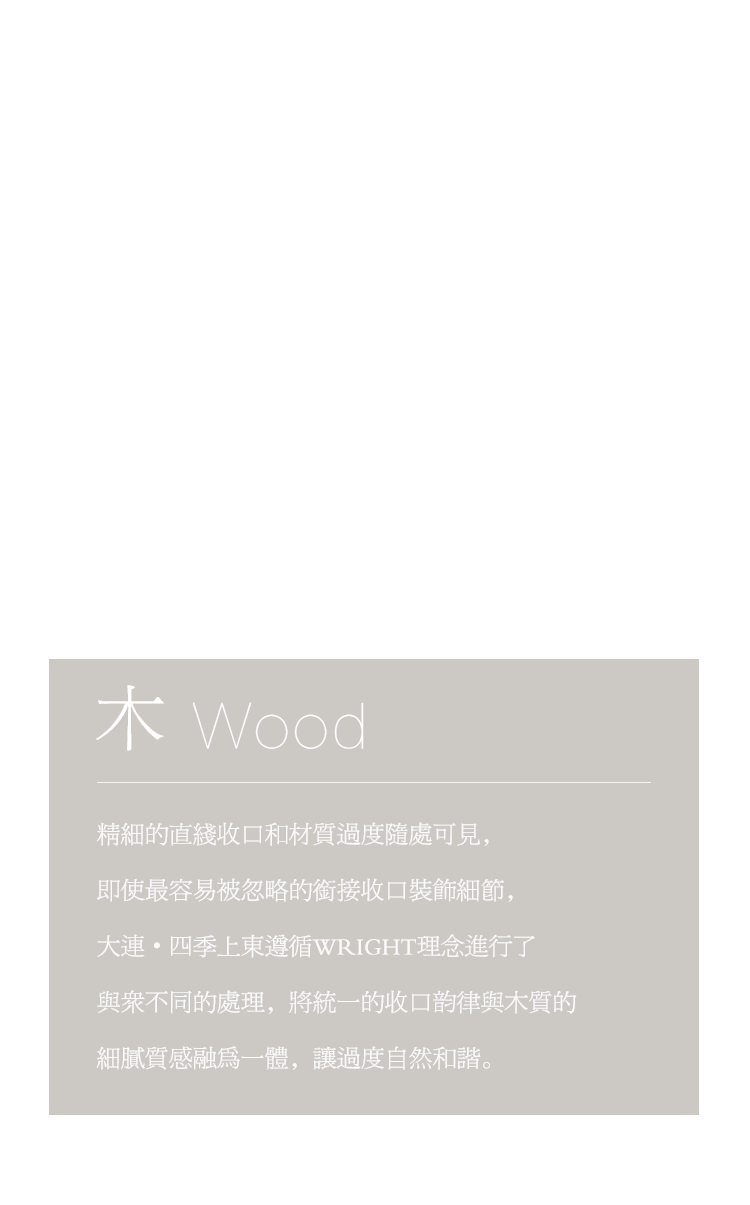 木 Wood
精細的直綫收口和材質過度隨處可見，
即使最容易被忽略的銜接收口裝飾細節，
大連·四季上東遵循WRIGHT理念進行了
與衆不同的處理，將統一的收口韵律與木質的
細膩質感融爲一體，讓過度自然和諧。